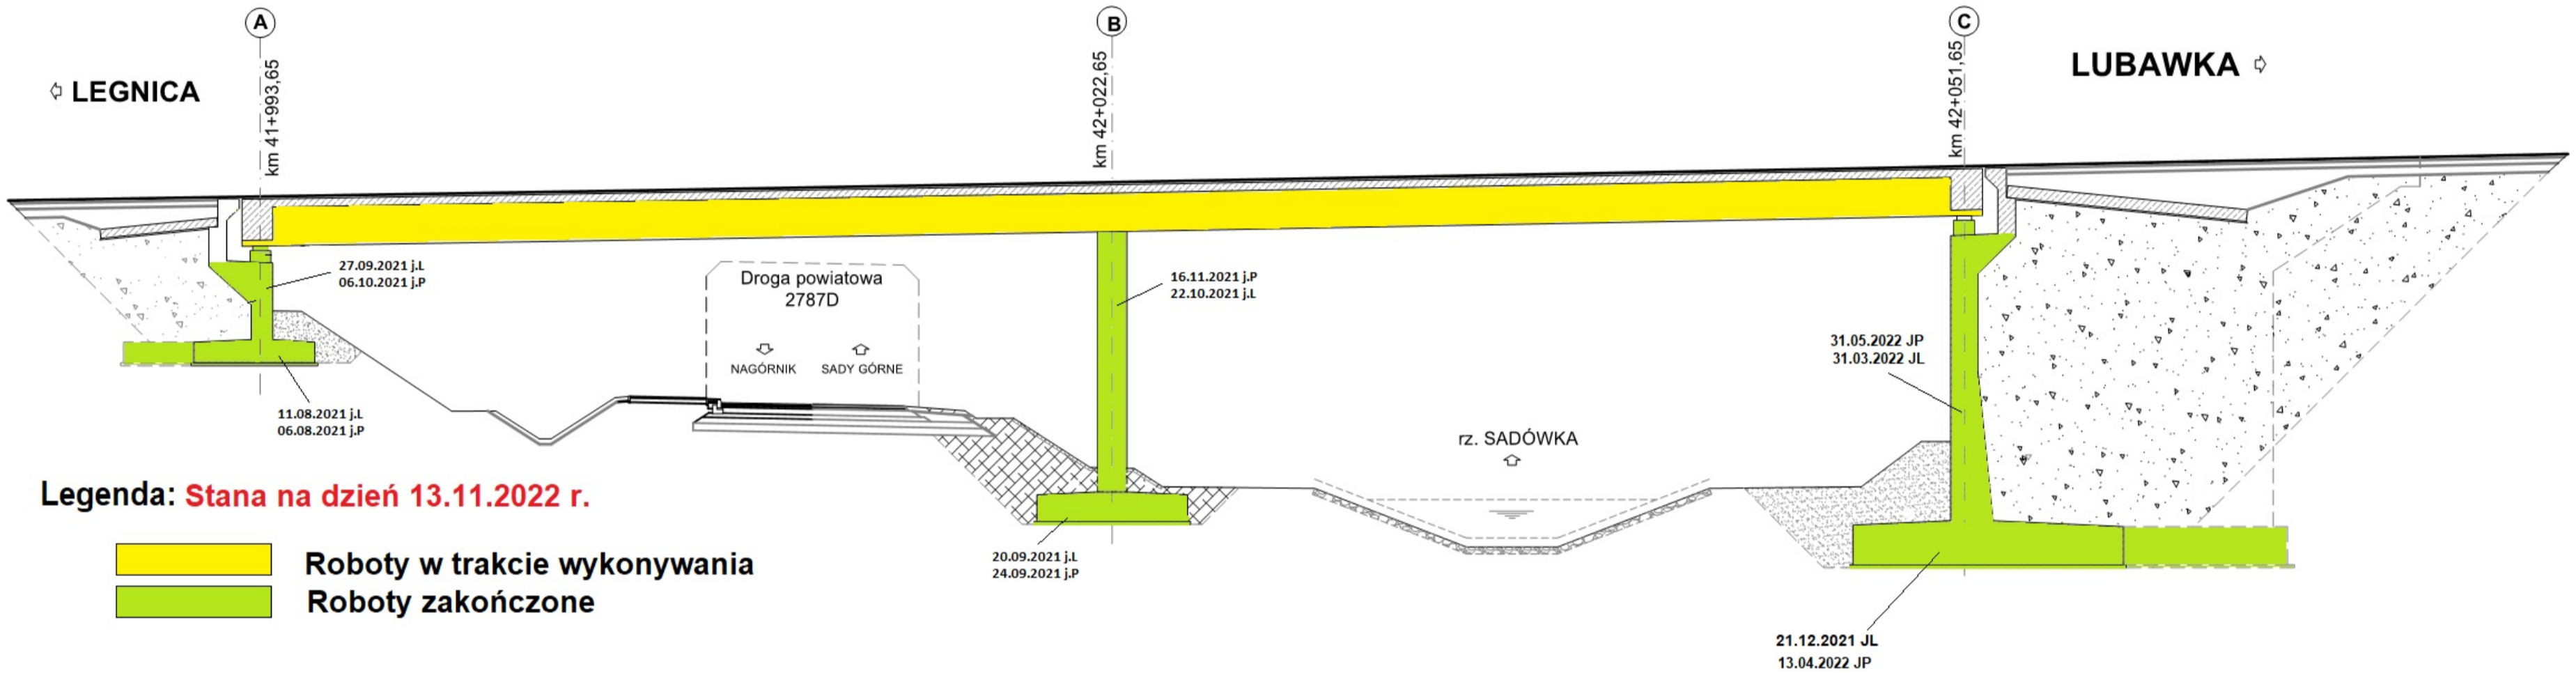 A
B
C
km 41+993,65
km 42+022,65
km 42+051,65
⇦ LEGNICA
LUBAWKA ⇨
27.09.2021 j.L
06.10.2021 j.P
Droga powiatowa
2787D
NAGÓRNIK SADY GÓRNE
16.11.2021 j.P
22.10.2021 j.L
31.05.2022 JP
31.03.2022 JL
11.08.2021 j.L
06.08.2021 j.P
rz. SADÓWKA
Legenda: Stana na dzień 13.11.2022 r.
20.09.2021 j.L
24.09.2021 j.P
Roboty w trakcie wykonywania
Roboty zakończone
21.12.2021 JL
13.04.2022 JP